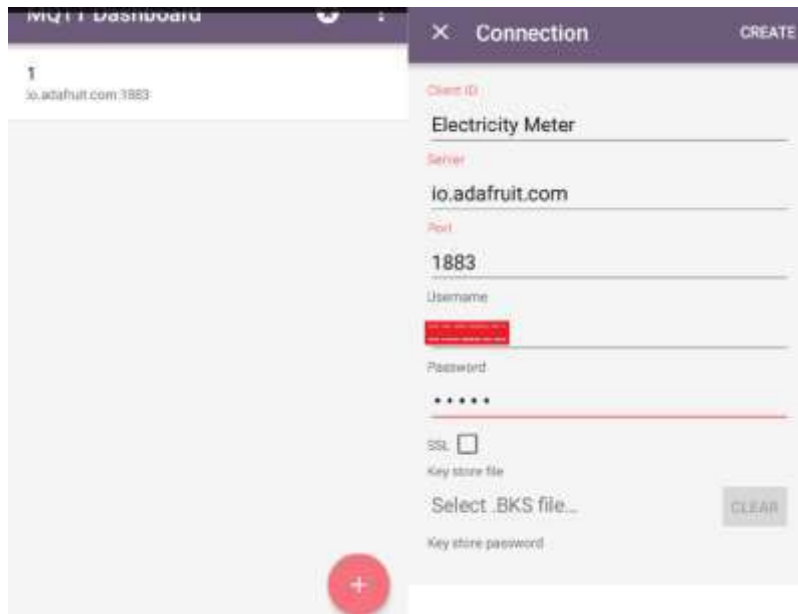 MQTT Dashboard
1
io.adafruit.com:1883
Connection
CREATE
Client ID
Electricity Meter
Server
io.adafruit.com
Port
1883
Username
Password
•••••
SSL
Key store file
Select .BKS file...
CLEAR
Key store password